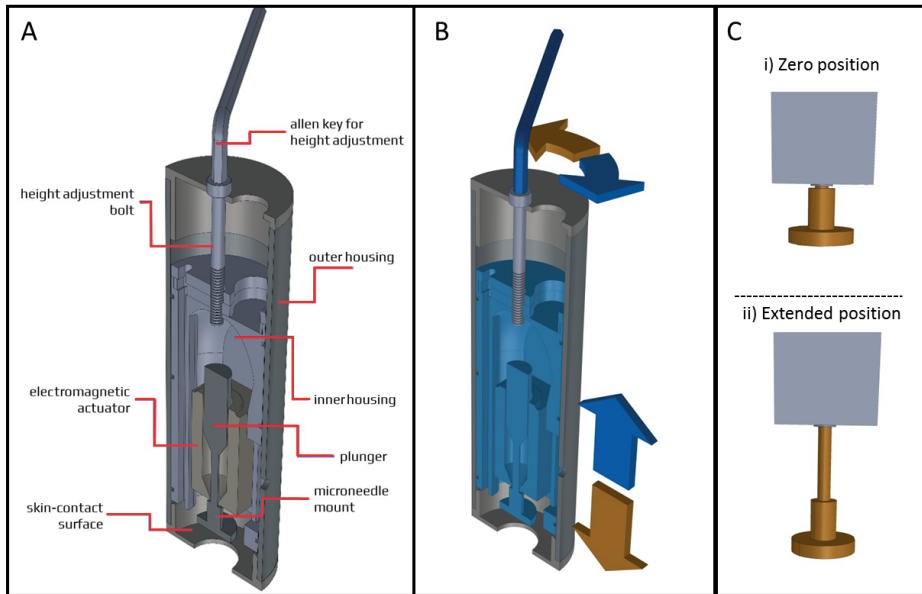 A
allen key for
height adjustment
height adjustment
bolt
outer housing
electromagnetic
actuator
inner housing
plunger
microneedle
mount
skin-contact
surface
B
C
i) Zero position
ii) Extended position